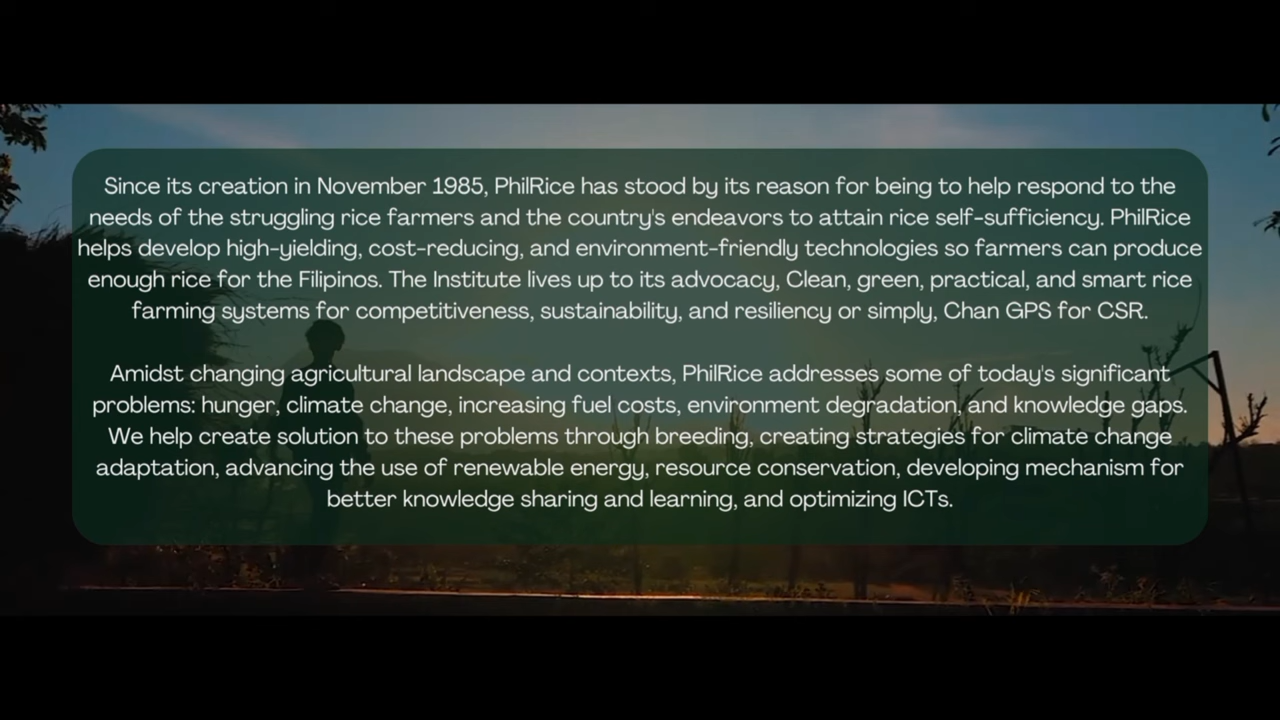 Since its creation in November 1985, PhilRice has stood by its reason for being to help respond to the
needs of the struggling rice farmers and the country's endeavors to attain rice self-sufficiency. PhilRice
helps develop high-yielding, cost-reducing, and environment-friendly technologies so farmers can produce
enough rice for the Filipinos. The Institute lives up to its advocacy, Clean, green, practical, and smart rice
farming systems for competitiveness, sustainability, and resiliency or simply, Chan GPS for CSR.
Amidst changing agricultural landscape and contexts, PhilRice addresses some of today's significant
problems: hunger, climate change, increasing fuel costs, environment degradation, and knowledge gaps.
We help create solution to these problems through breeding, creating strategies for climate change
adaptation, advancing the use of renewable energy, resource conservation, developing mechanism for
better knowledge sharing and learning, and optimizing ICTs.